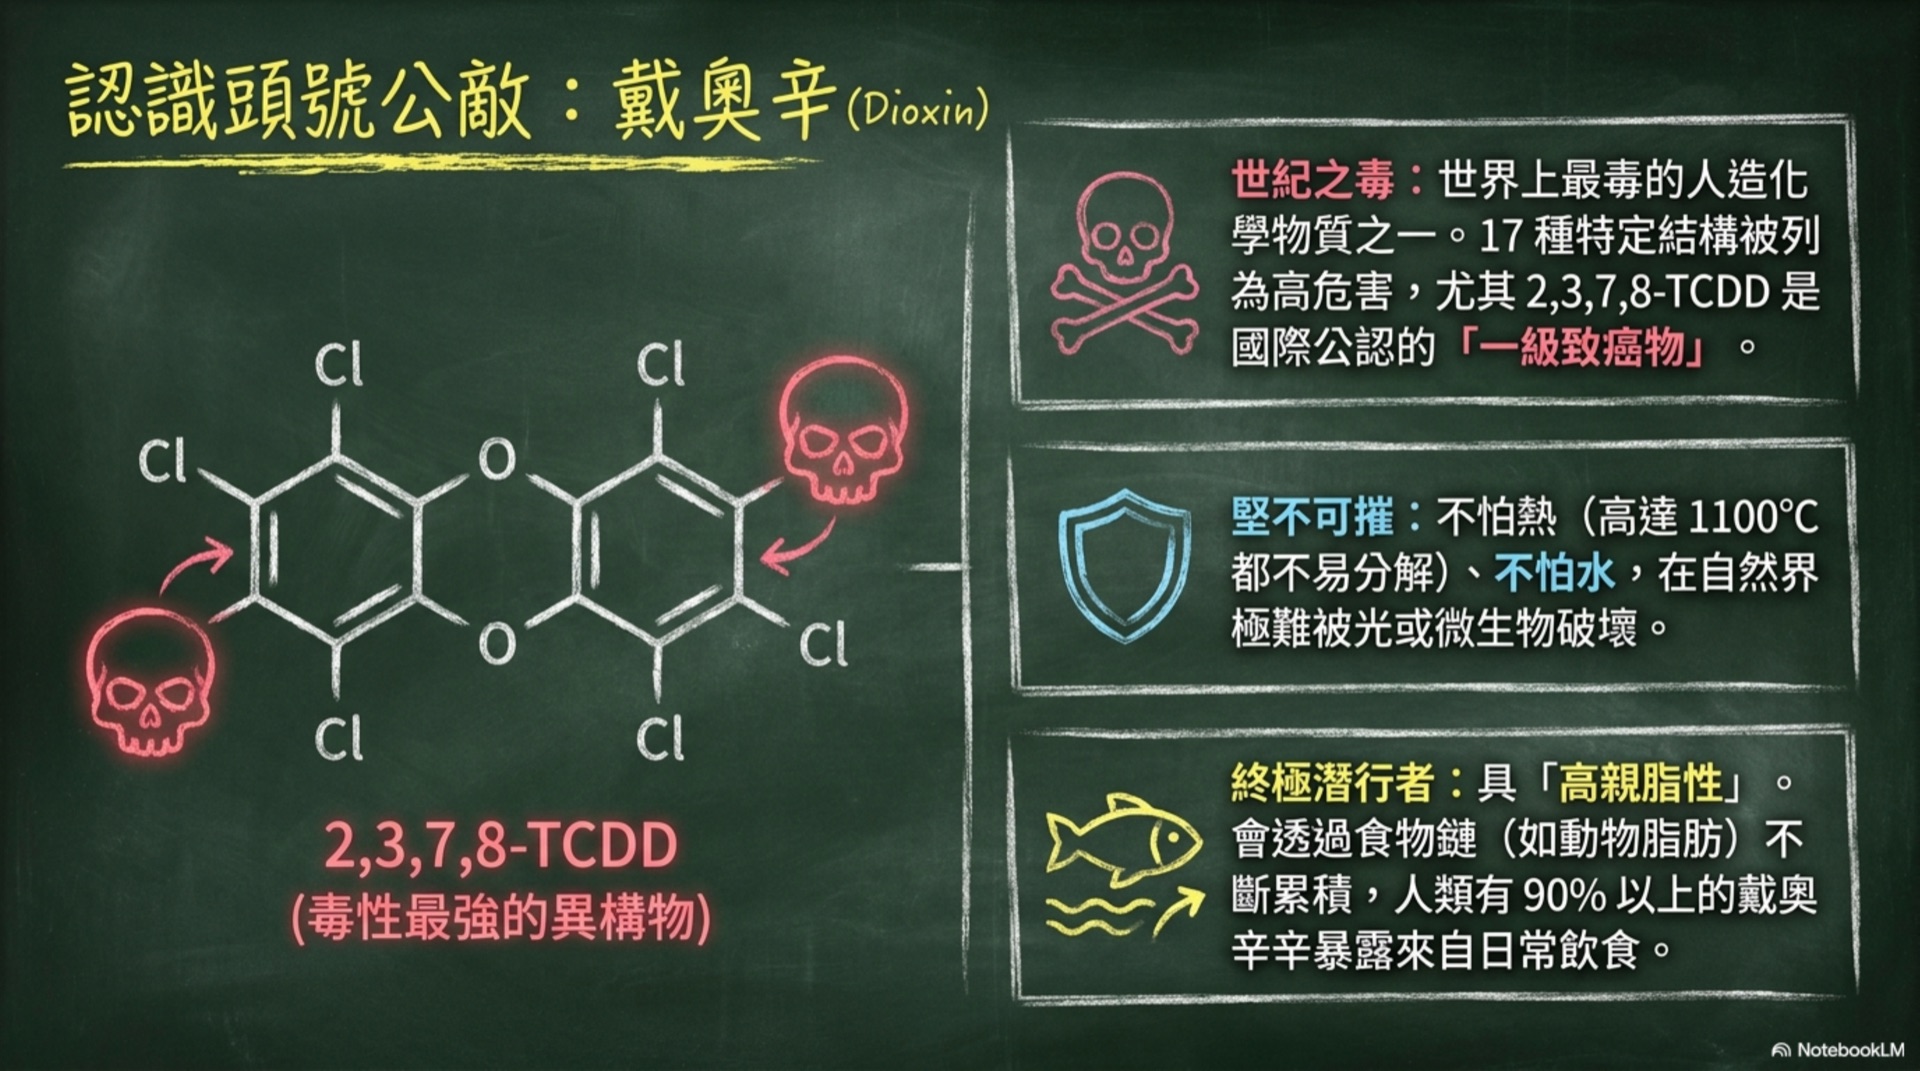 認識頭號公敵：戴奧辛(Dioxin)
Cl
Cl
Cl
O
O
Cl
Cl
Cl
2,3,7,8-TCDD
(毒性最強的異構物)
世紀之毒：世界上最毒的人造化
學物質之一。17 種特定結構被列
為高危害，尤其 2,3,7,8-TCDD 是
國際公認的「一級致癌物」。
堅不可摧：不怕熱（高達 1100°C
都不易分解）、不怕水，在自然界
極難被光或微生物破壞。
終極潛行者：具「高親脂性」。
會透過食物鏈（如動物脂肪）不
斷累積，人類有 90% 以上的戴奧
辛辛暴露來自日常飲食。
NotebookLM